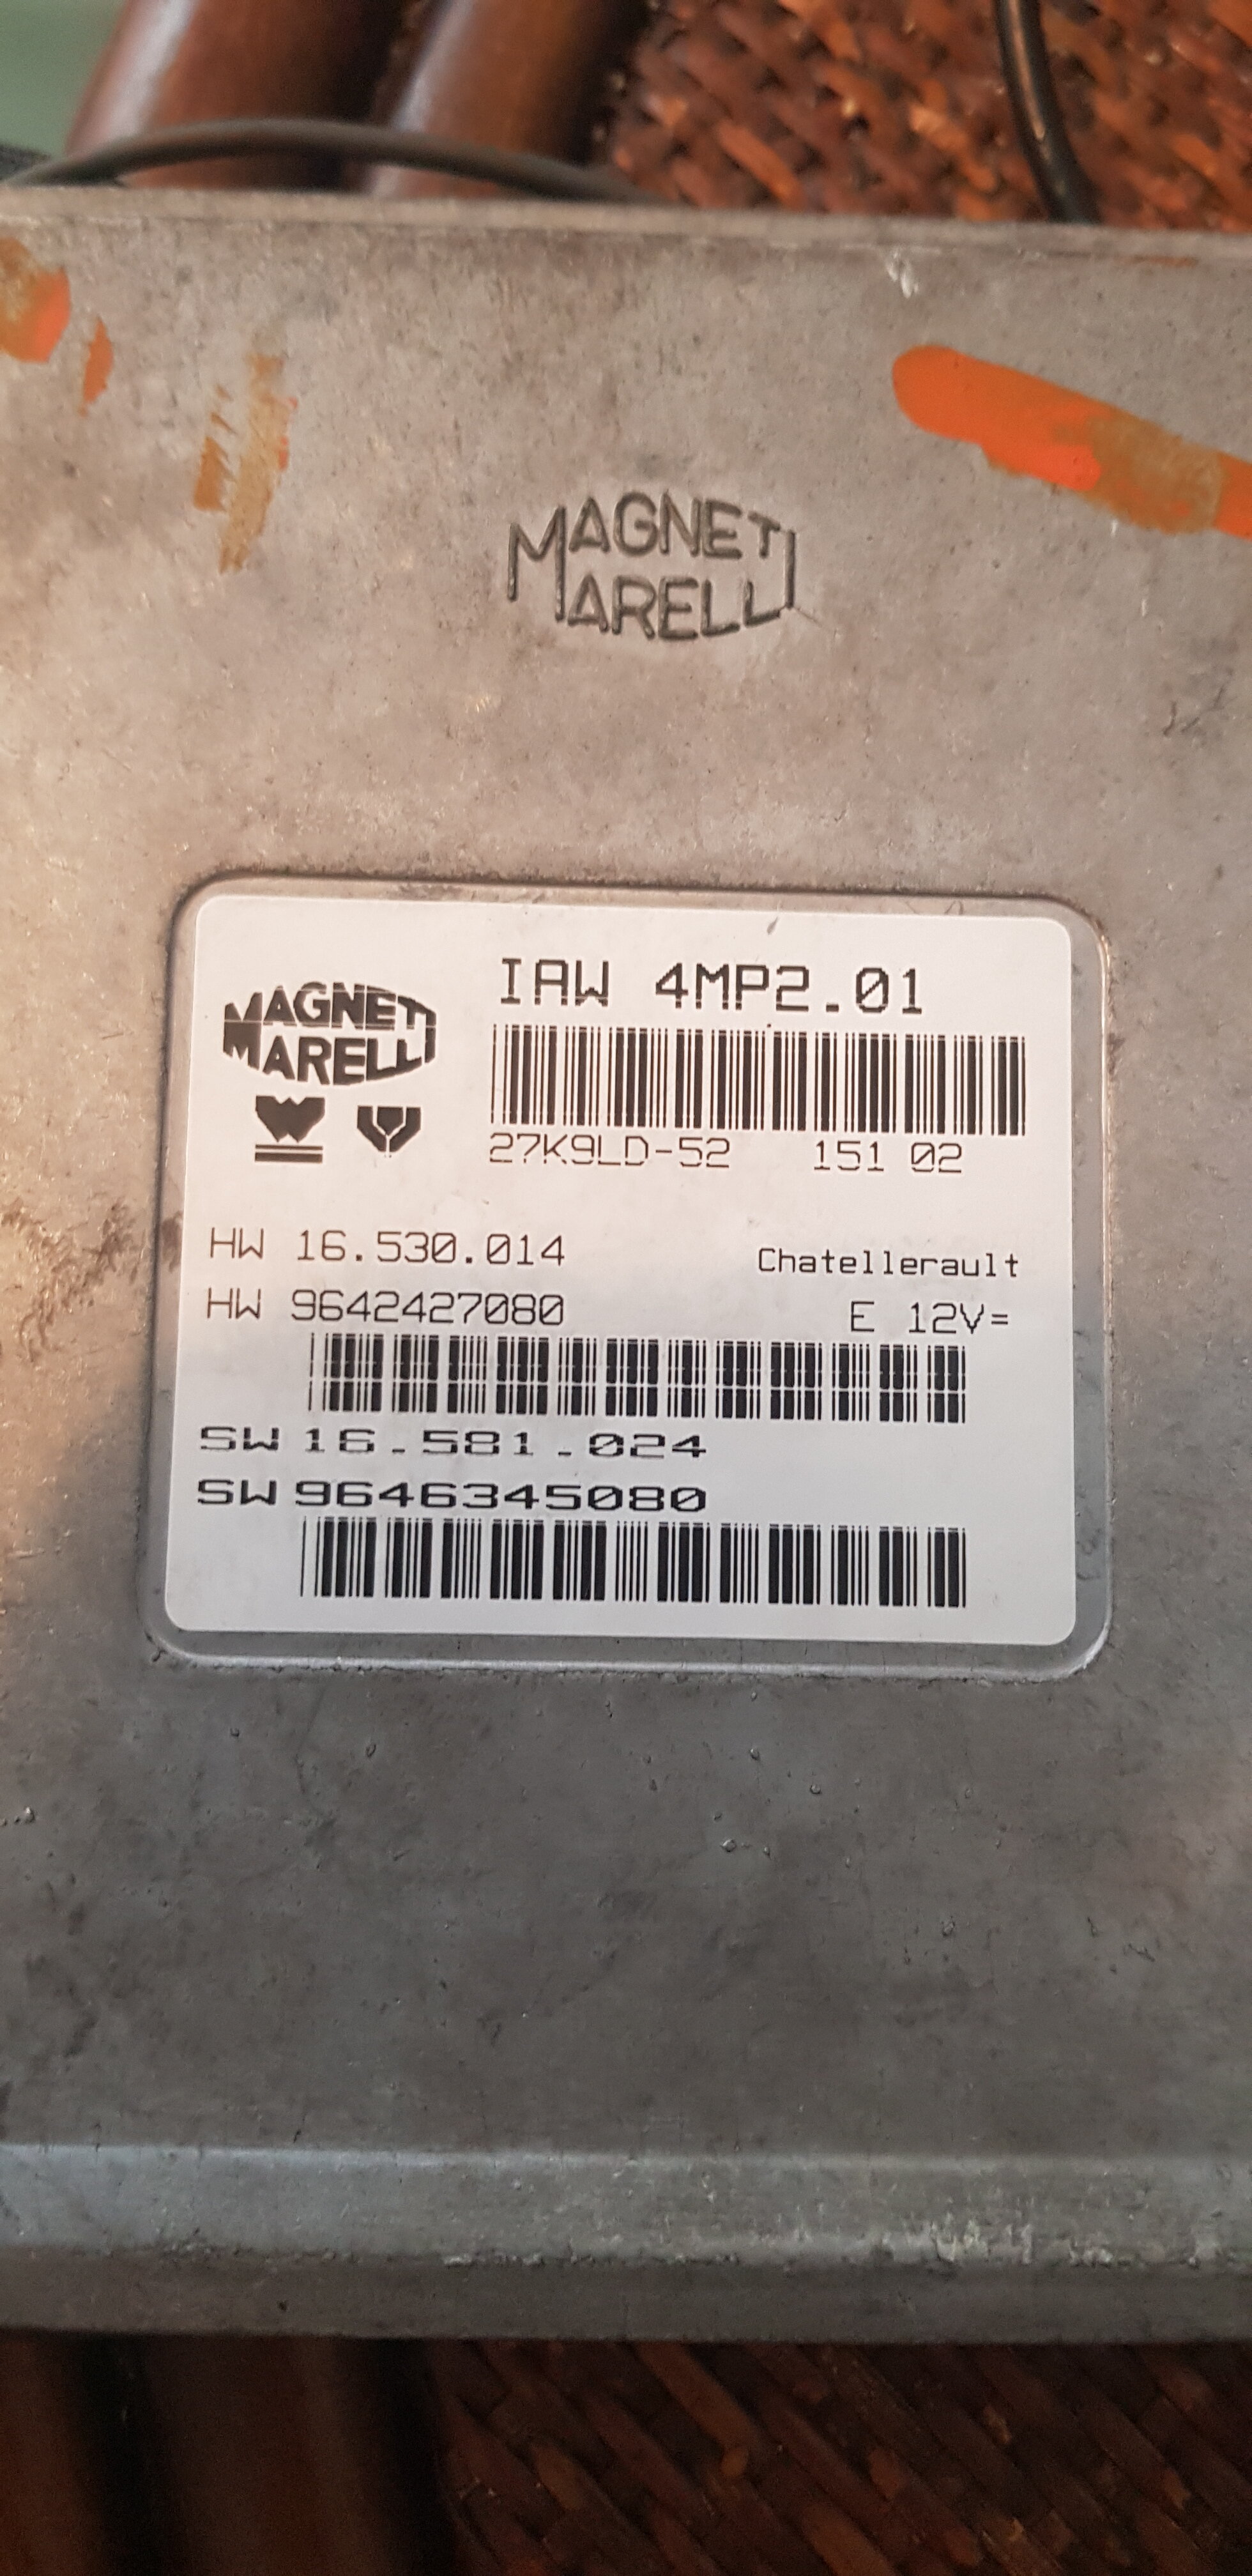 MAGNETI
MARELLI
MAGNETI
MARELLI
IAW 4MP2.01
27K9LD-52 151 02
HW 16.530.014
Chatellerault
HW 9642427080
E 12V=
SW 16.581.024
SW 9646345080